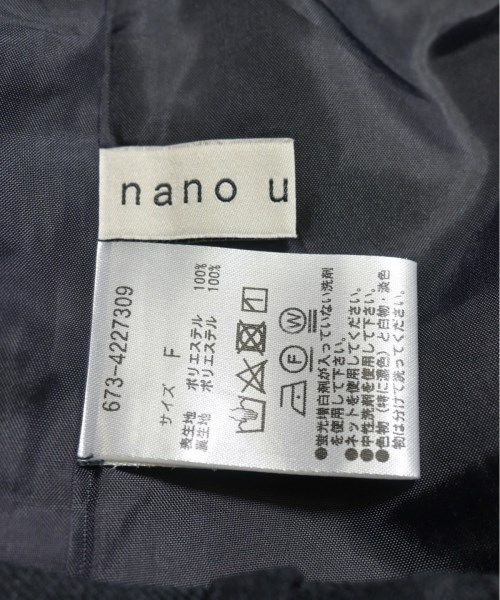 nano u
673-4227309
サイズ F
表生地 ポリエステル 100%
裏生地 ポリエステル 100%
F
W
●蛍光増白剤が入っていない洗剤
を使用して下さい。
●ネットを使用してください。
●中性洗剤を使用して下さい。
●色物（特に濃色）と白物・淡色
物は分けて洗ってください。